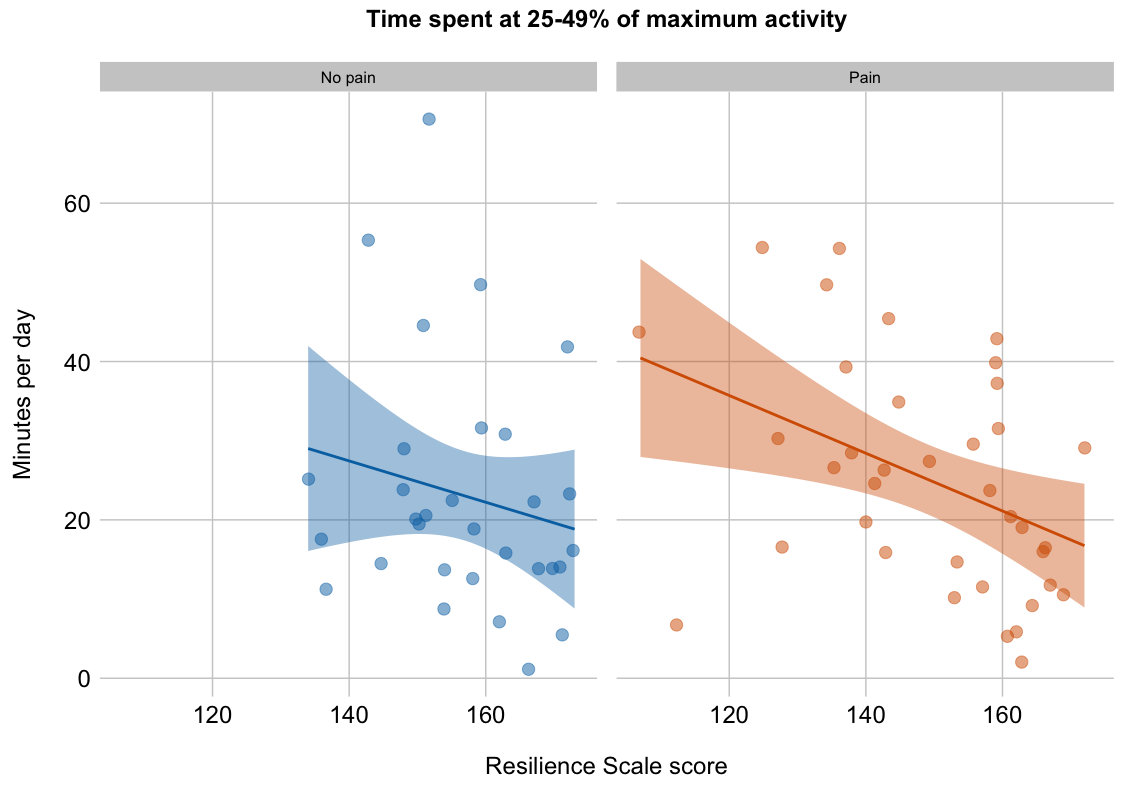 Time spent at 25-49% of maximum activity
No pain
Pain
Minutes per day
60
40
20
0
120
140
160
120
140
160
Resilience Scale score